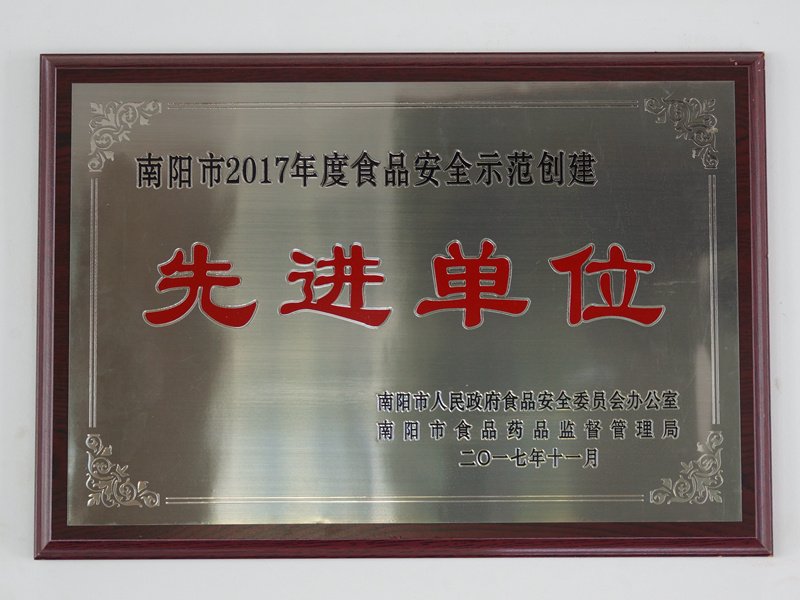 南阳市2017年度食品安全示范创建
先进单位
南阳市人民政府食品安全委员会办公室
南阳市食品药品监督管理局
二〇一七年十一月